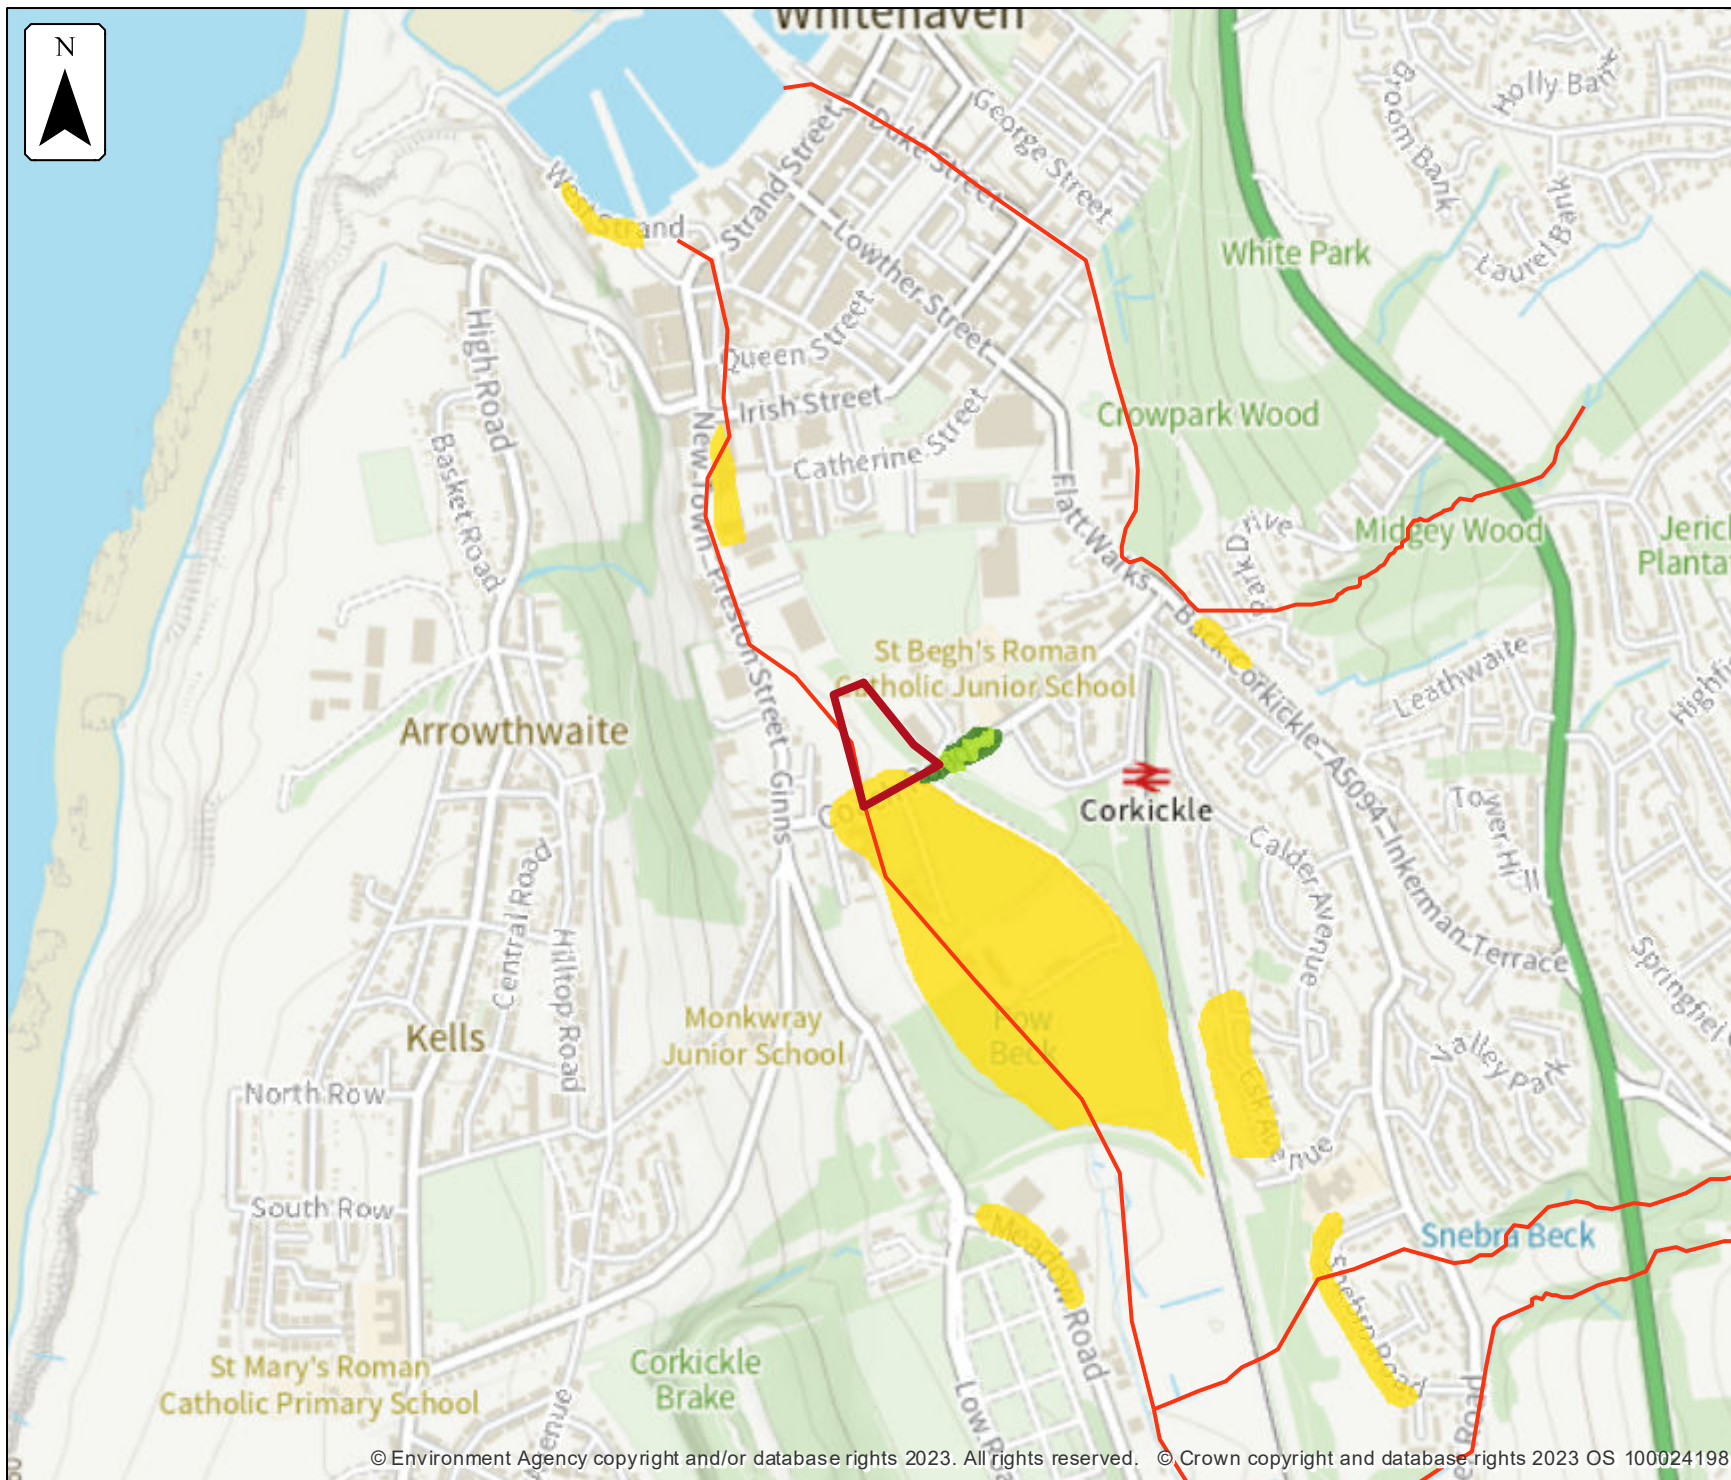 Whitehaven
N
Holly Bank
Broom Bank
George Street
Duke Street
Strand Street
West Strand
Laurel Bank
White Park
Lowther Street
High Road
Queen Street
Irish Street
Catherine Street
Crowpark Wood
Basket Road
New Town
Preston Street
Ginns
Flatt Walks
Back Corkickle
A5094
Inkerman Terrace
Midgey Wood
Park Drive
Leathwaite
St Begh's Roman
Catholic Junior School
Arrowthwaite
Corkickle
Tower Hill
Calder Avenue
Central Road
Hilltop Road
Kells
Monkwray
Junior School
Pow
Beck
Valley Park
Esk Avenue
North Row
South Row
Meadow Road
Snebra Beck
Snebro Road
St Mary's Roman
Catholic Primary School
Corkickle
Brake
© Environment Agency copyright and/or database rights 2023. All rights reserved. © Crown copyright and database rights 2023 OS 100024198